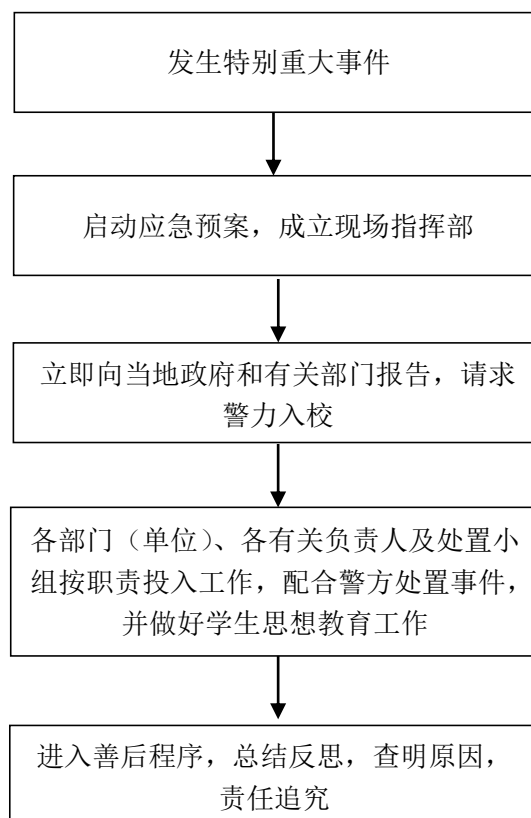 发生特别重大事件
启动应急预案，成立现场指挥部
立即向当地政府和有关部门报告，请求
警力入校
各部门（单位）、各有关负责人及处置小
组按职责投入工作，配合警方处置事件，
并做好学生思想教育工作
进入善后程序，总结反思，查明原因，
责任追究